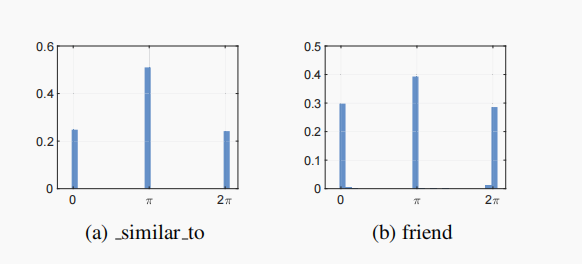 0.6
0.4
0.2
0
0 π 2π
(a) _similar_to
0.5
0.4
0.3
0.2
0.1
0
0 π 2π
(b) friend